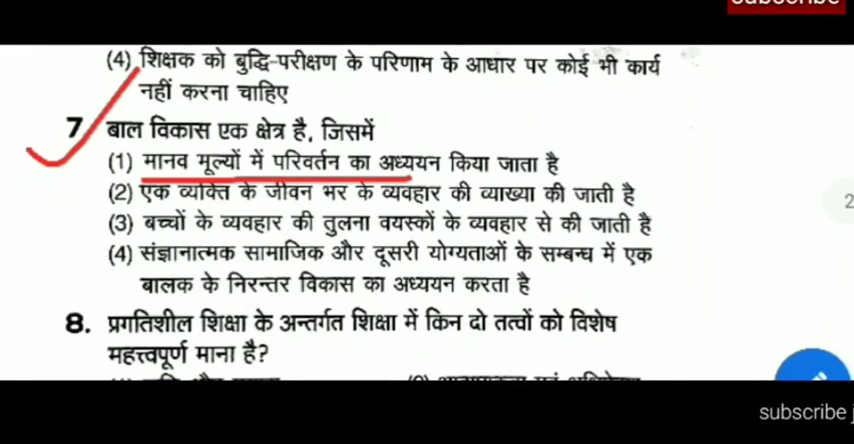 (4) शिक्षक को बुद्धि-परीक्षण के परिणाम के आधार पर कोई भी कार्य
नहीं करना चाहिए
7 बाल विकास एक क्षेत्र है, जिसमें
(1) मानव मूल्यों में परिवर्तन का अध्ययन किया जाता है
(2) एक व्यक्ति के जीवन भर के व्यवहार की व्याख्या की जाती है
(3) बच्चों के व्यवहार की तुलना वयस्कों के व्यवहार से की जाती है
(4) संज्ञानात्मक सामाजिक और दूसरी योग्यताओं के सम्बन्ध में एक
बालक के निरन्तर विकास का अध्ययन करता है
2
8. प्रगतिशील शिक्षा के अन्तर्गत शिक्षा में किन दो तत्वों को विशेष
महत्त्वपूर्ण माना है?
subscribe j